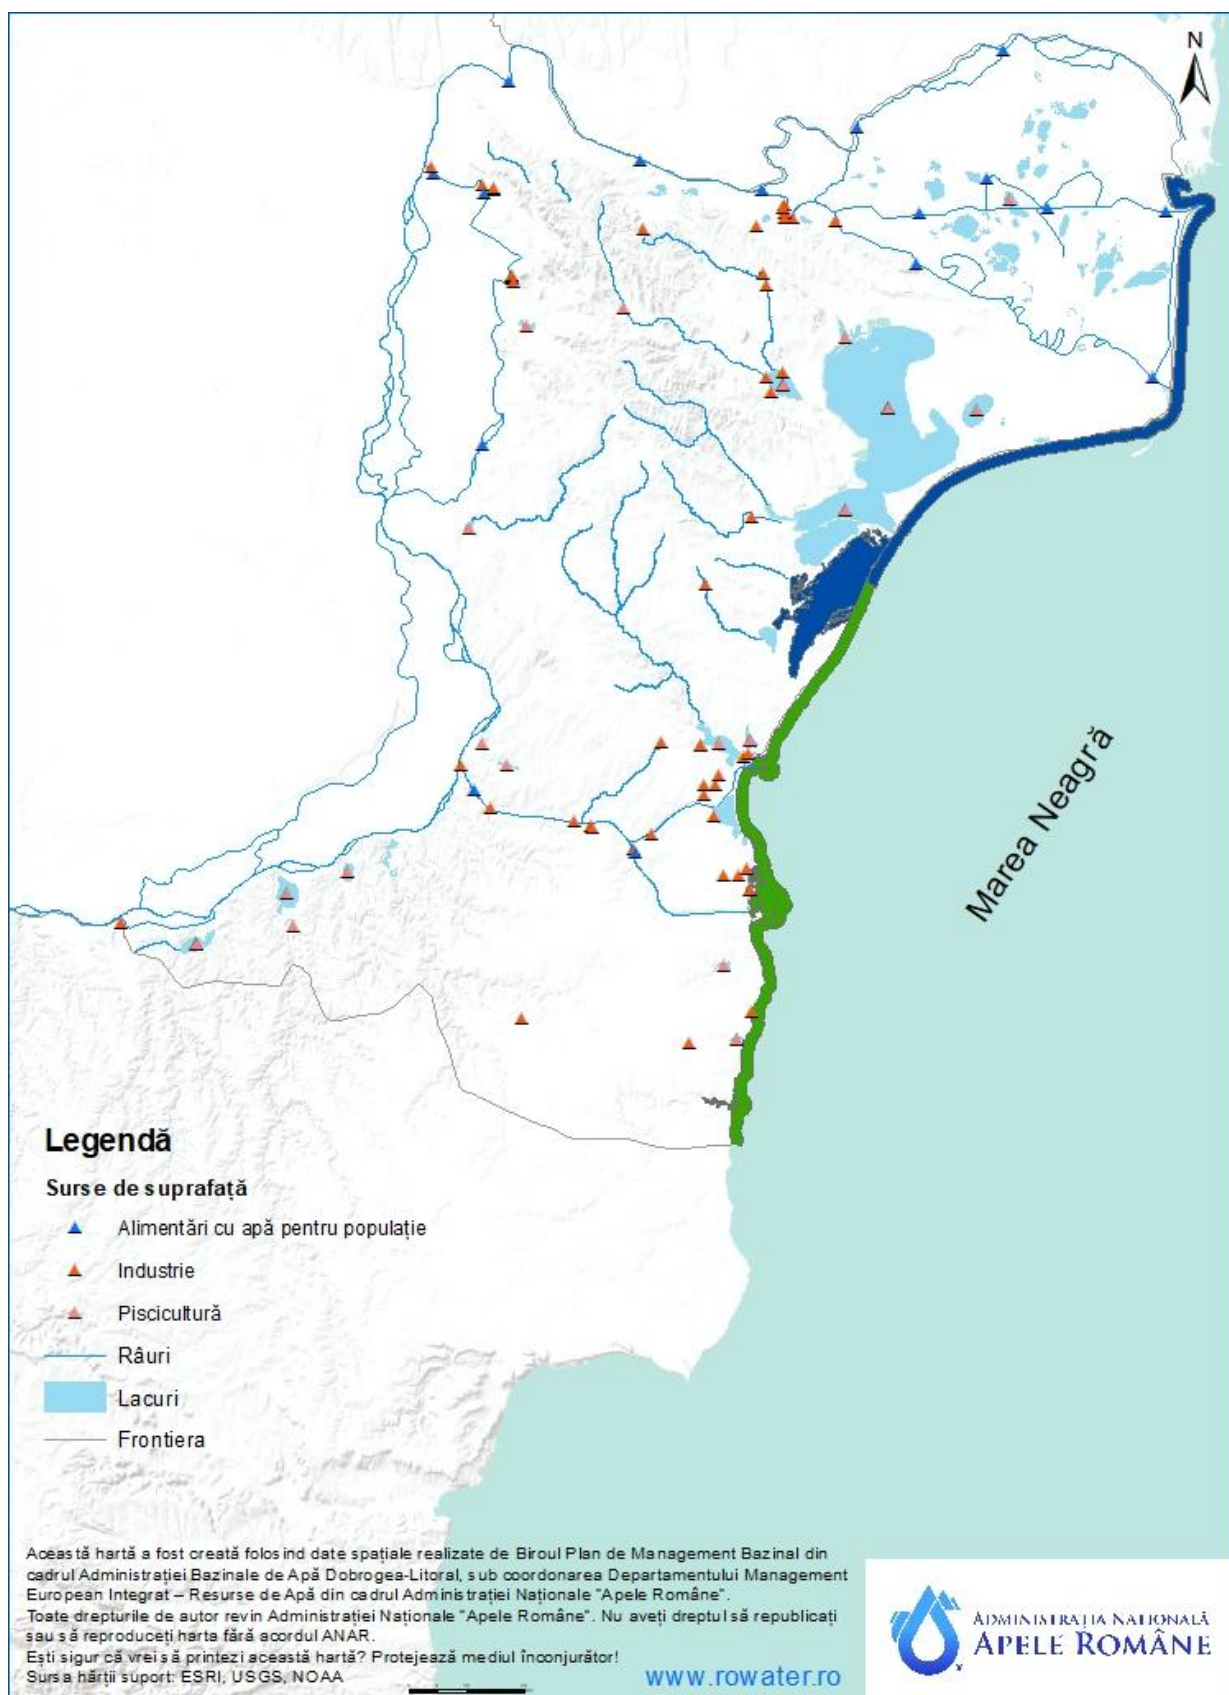 N
Marea Neagră
Legendă
Surse de suprafață
Alimentări cu apă pentru populație
Industrie
Piscicultură
Râuri
Lacuri
Frontiera
Această hartă a fost creată folosind date spațiale realizate de Biroul Plan de Management Bazinal din
cadrul Administrației Bazinale de Apă Dobrogea-Litoral, sub coordonarea Departamentului Management
European Integrat – Resurse de Apă din cadrul Administrației Naționale "Apele Române".
Toate drepturile de autor revin Administrației Naționale "Apele Române". Nu aveți dreptul să republicați
sau să reproduceți harta fără acordul ANAR.
Ești sigur că vrei să printezi această hartă? Protejează mediul înconjurător!
Sursa hărții suport: ESRI, USGS, NOAA
www.rowater.ro
ADMINISTRAȚIA NAȚIONALĂ
APELE ROMÂNE